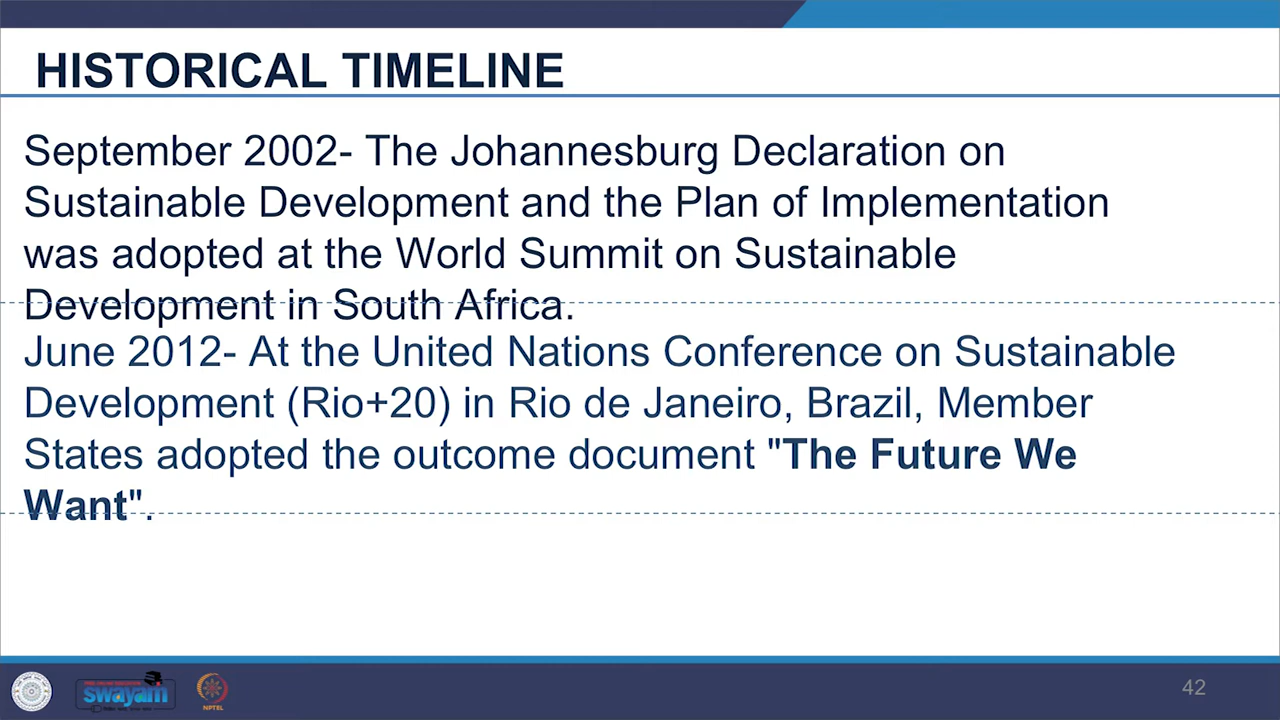 HISTORICAL TIMELINE
September 2002- The Johannesburg Declaration on
Sustainable Development and the Plan of Implementation
was adopted at the World Summit on Sustainable
Development in South Africa.
June 2012- At the United Nations Conference on Sustainable
Development (Rio+20) in Rio de Janeiro, Brazil, Member
States adopted the outcome document "The Future We
Want".
swayam
NPTEL
42